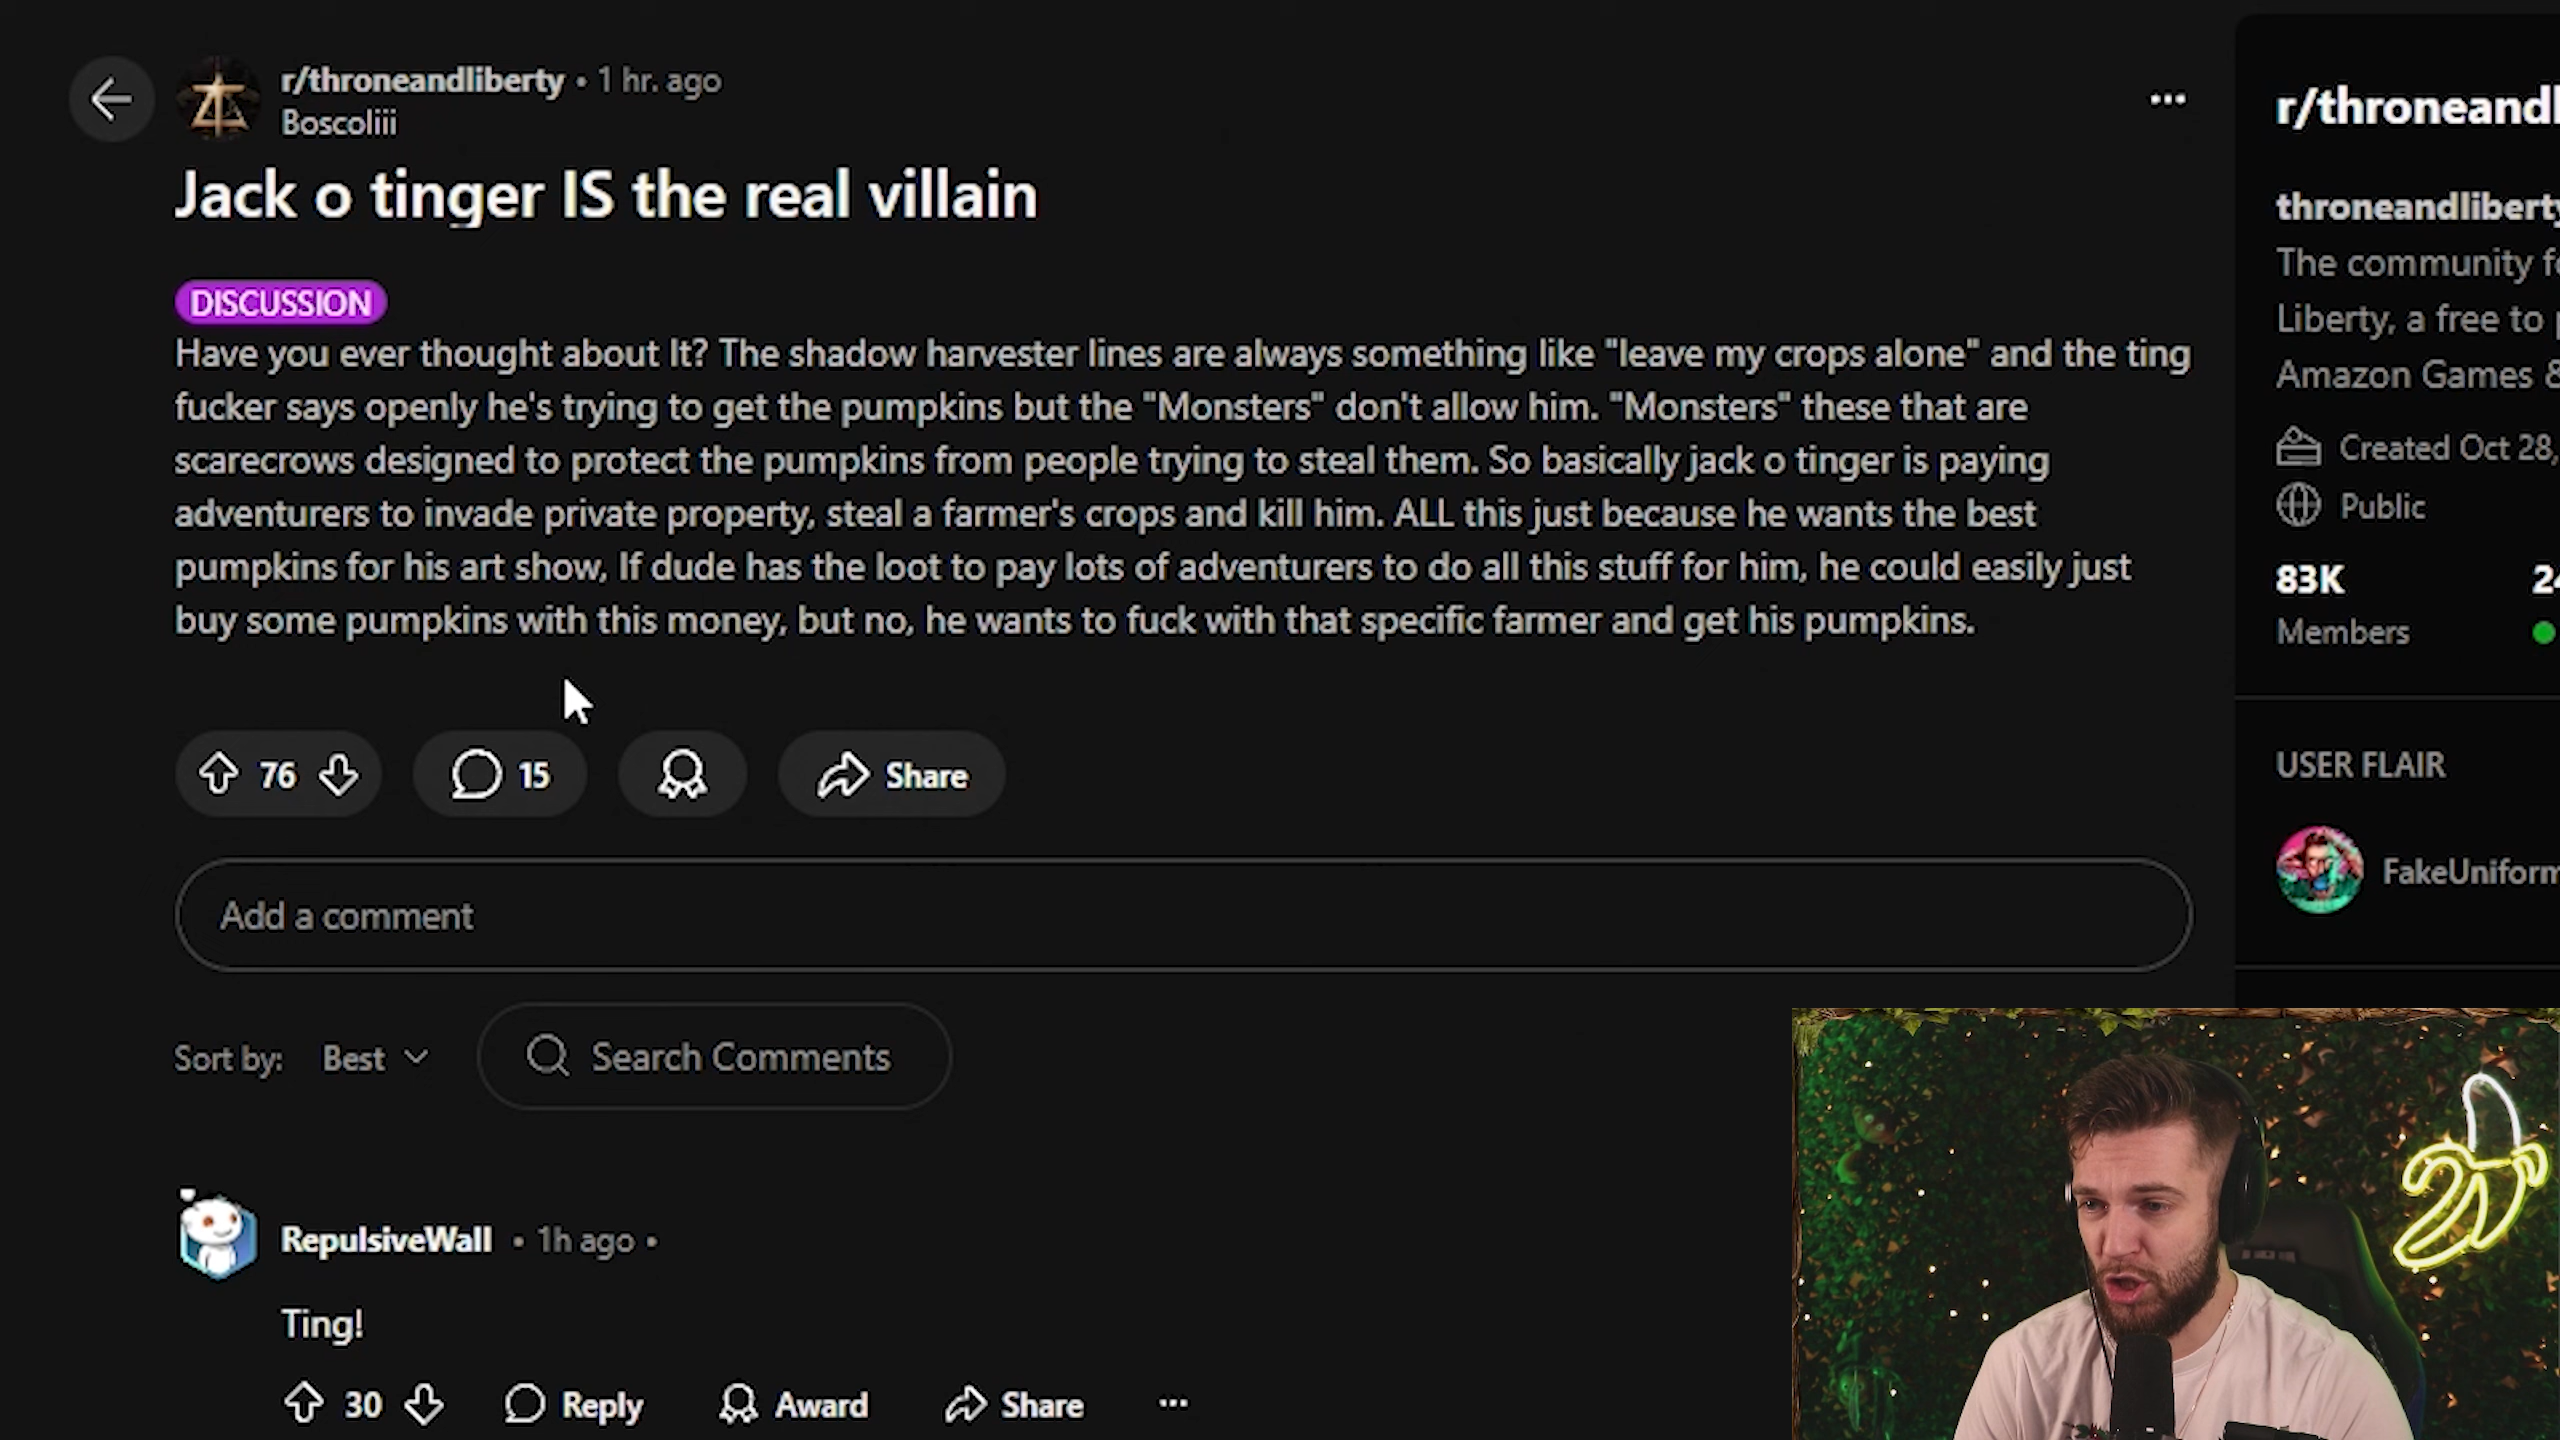 r/throneandliberty • 1 hr. ago
Boscoliii
Jack o tinger IS the real villain
DISCUSSION
Have you ever thought about It? The shadow harvester lines are always something like "leave my crops alone" and the ting
fucker says openly he's trying to get the pumpkins but the "Monsters" don't allow him. "Monsters" these that are
scarecrows designed to protect the pumpkins from people trying to steal them. So basically jack o tinger is paying
adventurers to invade private property, steal a farmer's crops and kill him. ALL this just because he wants the best
pumpkins for his art show, If dude has the loot to pay lots of adventurers to do all this stuff for him, he could easily just
buy some pumpkins with this money, but no, he wants to fuck with that specific farmer and get his pumpkins.
76
15
Share
Add a comment
Sort by: Best
Search Comments
RepulsiveWall • 1h ago •
Ting!
30
Reply
Award
Share
r/throneandl
throneandliberty
The community fo
Liberty, a free to p
Amazon Games &
Created Oct 28,
Public
83K
24
Members
USER FLAIR
FakeUniform